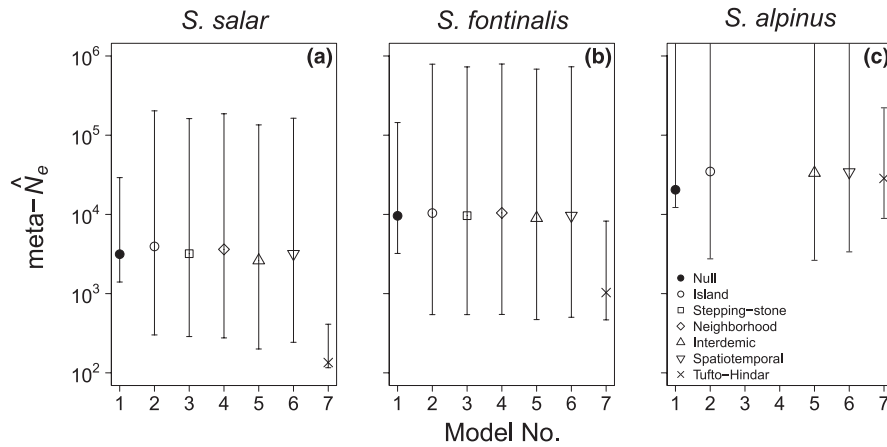 S. salar
S. fontinalis
S. alpinus
meta−N̂e
10⁶
10⁵
10⁴
10³
10²
(a)
(b)
(c)
Null
Island
Stepping−stone
Neighborhood
Interdemic
Spatiotemporal
Tufto−Hindar
1 2 3 4 5 6 7
1 2 3 4 5 6 7
1 2 3 4 5 6 7
Model No.